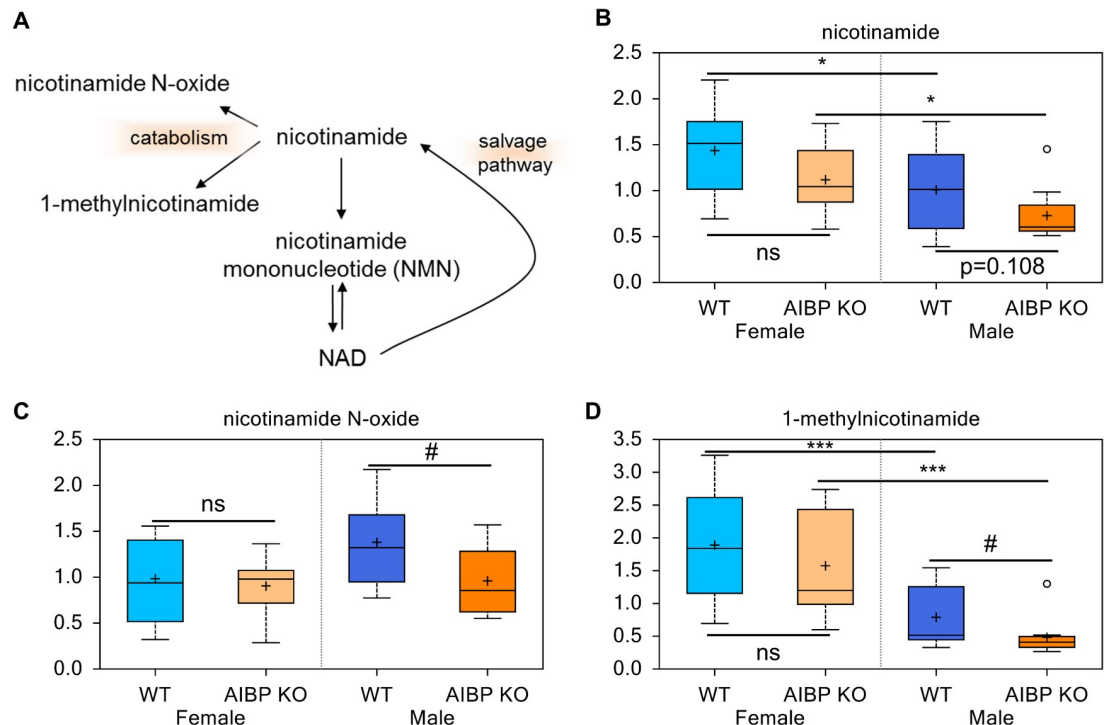 A
nicotinamide N-oxide
catabolism
nicotinamide
salvage
pathway
1-methylnicotinamide
nicotinamide
mononucleotide (NMN)
NAD
B
nicotinamide
2.5
2.0
1.5
1.0
0.5
0.0
*
*
ns
p=0.108
WT
AIBP KO
WT
AIBP KO
Female
Male
C
nicotinamide N-oxide
2.5
2.0
1.5
1.0
0.5
0.0
ns
#
WT
AIBP KO
WT
AIBP KO
Female
Male
D
1-methylnicotinamide
3.5
3.0
2.5
2.0
1.5
1.0
0.5
0.0
***
***
#
ns
WT
AIBP KO
WT
AIBP KO
Female
Male